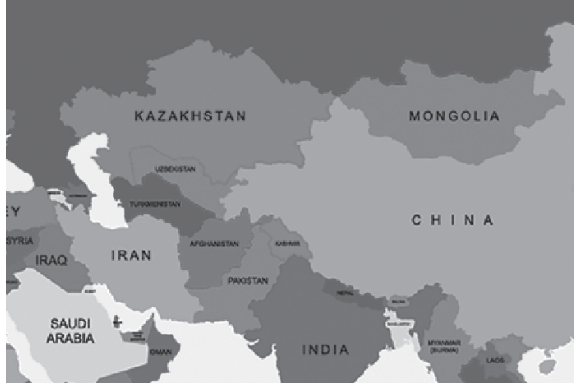 KAZAKHSTAN
MONGOLIA
UZBEKISTAN
TURKMENISTAN
CHINA
EY
SYRIA
IRAQ
IRAN
AFGHANISTAN
KASHMIR
PAKISTAN
NEPAL
SAUDI
ARABIA
OMAN
INDIA
MYANMAR
(BURMA)
LAOS